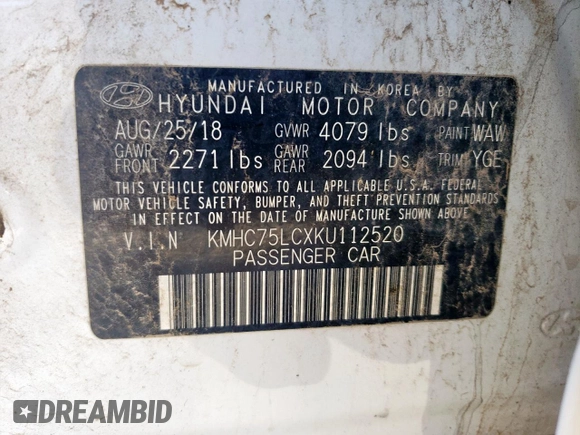 MANUFACTURED IN KOREA BY
HYUNDAI MOTOR COMPANY
AUG/25/18 GVWR 4079 lbs PAINT WAW
GAWR FRONT 2271 lbs GAWR REAR 2094 lbs TRIM YGE
THIS VEHICLE CONFORMS TO ALL APPLICABLE U.S.A. FEDERAL
MOTOR VEHICLE SAFETY, BUMPER, AND THEFT PREVENTION STANDARDS
IN EFFECT ON THE DATE OF MANUFACTURE SHOWN ABOVE
V.I.N KMHC75LCXKU112520
PASSENGER CAR
DREAMBID